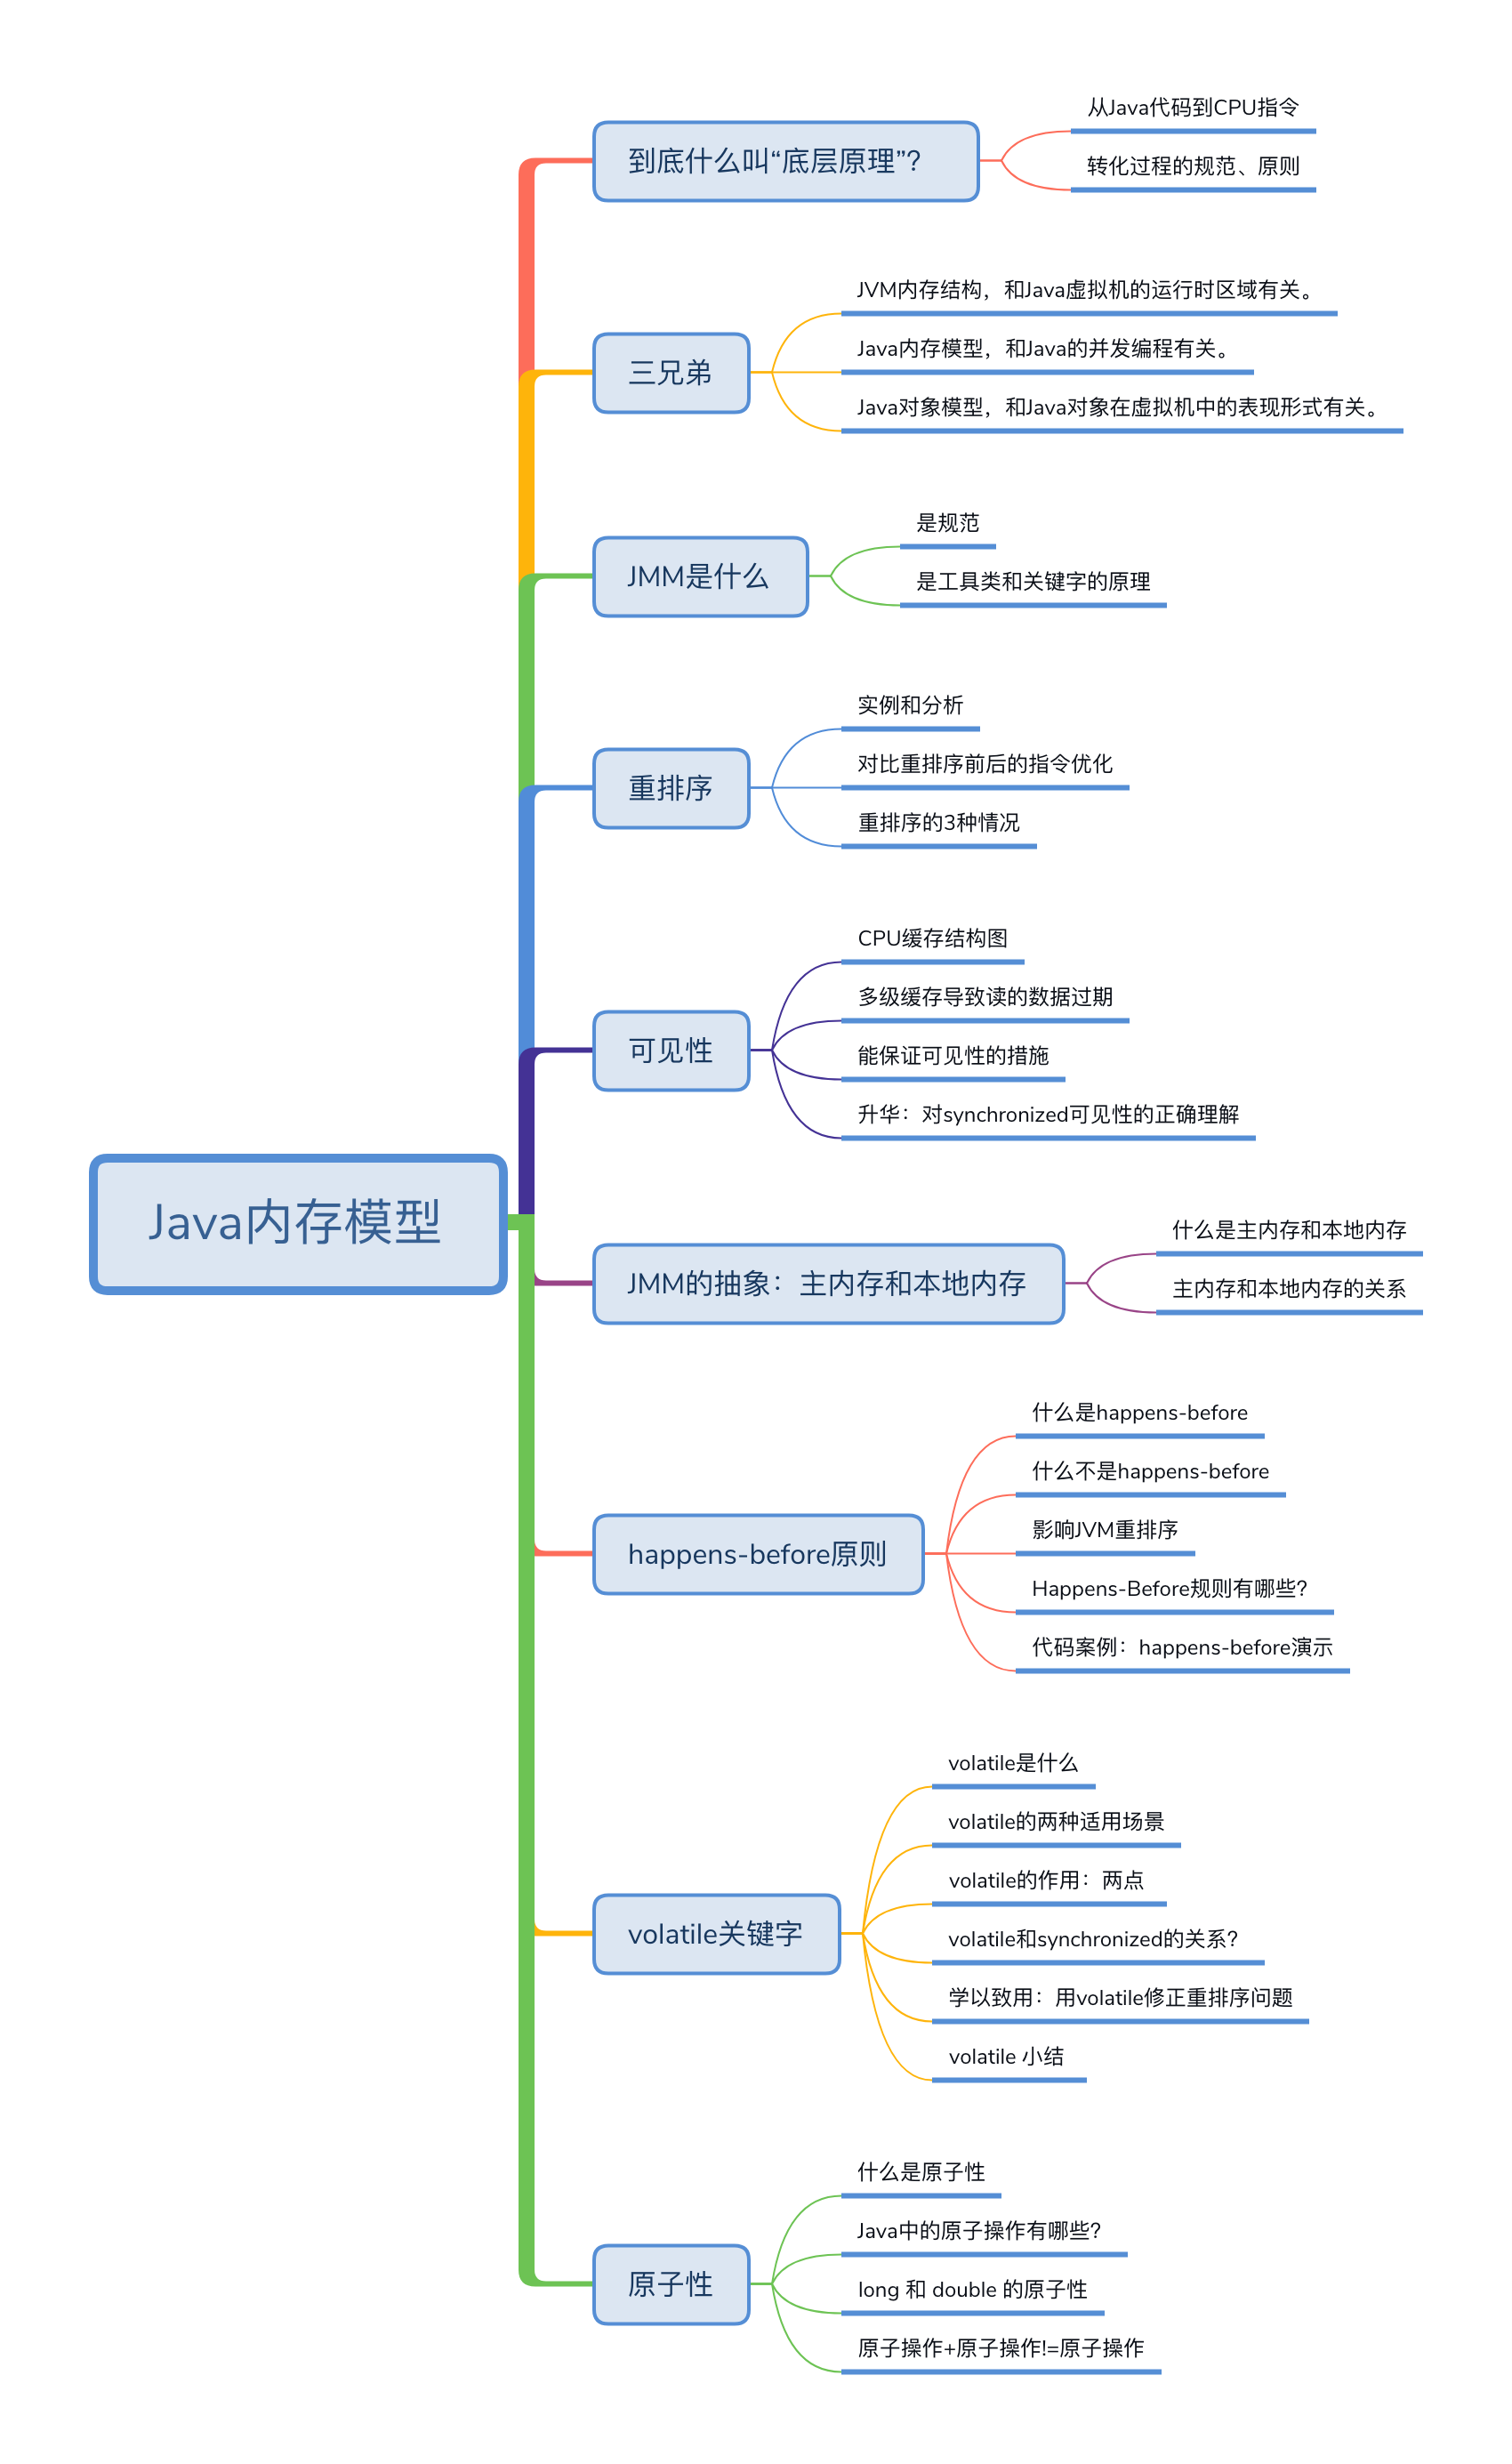 Java内存模型
到底什么叫“底层原理”?
从Java代码到CPU指令
转化过程的规范、原则
三兄弟
JVM内存结构，和Java虚拟机的运行时区域有关。
Java内存模型，和Java的并发编程有关。
Java对象模型，和Java对象在虚拟机中的表现形式有关。
JMM是什么
是规范
是工具类和关键字的原理
重排序
实例和分析
对比重排序前后的指令优化
重排序的3种情况
可见性
CPU缓存结构图
多级缓存导致读的数据过期
能保证可见性的措施
升华：对synchronized可见性的正确理解
JMM的抽象：主内存和本地内存
什么是主内存和本地内存
主内存和本地内存的关系
happens-before原则
什么是happens-before
什么不是happens-before
影响JVM重排序
Happens-Before规则有哪些?
代码案例：happens-before演示
volatile关键字
volatile是什么
volatile的两种适用场景
volatile的作用：两点
volatile和synchronized的关系?
学以致用：用volatile修正重排序问题
volatile 小结
原子性
什么是原子性
Java中的原子操作有哪些?
long 和 double 的原子性
原子操作+原子操作!=原子操作